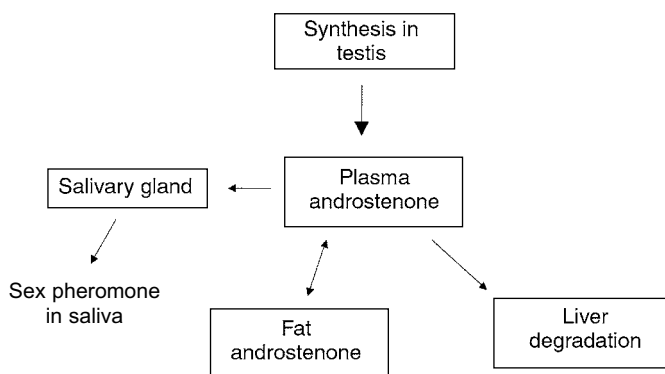 Synthesis in
testis
Plasma
androstenone
Salivary gland
Sex pheromone
in saliva
Fat
androstenone
Liver
degradation